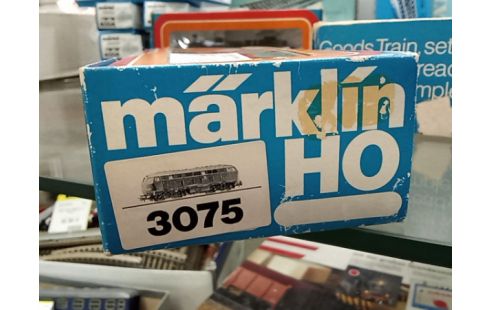 märklin
HO
3075
Goods Train set